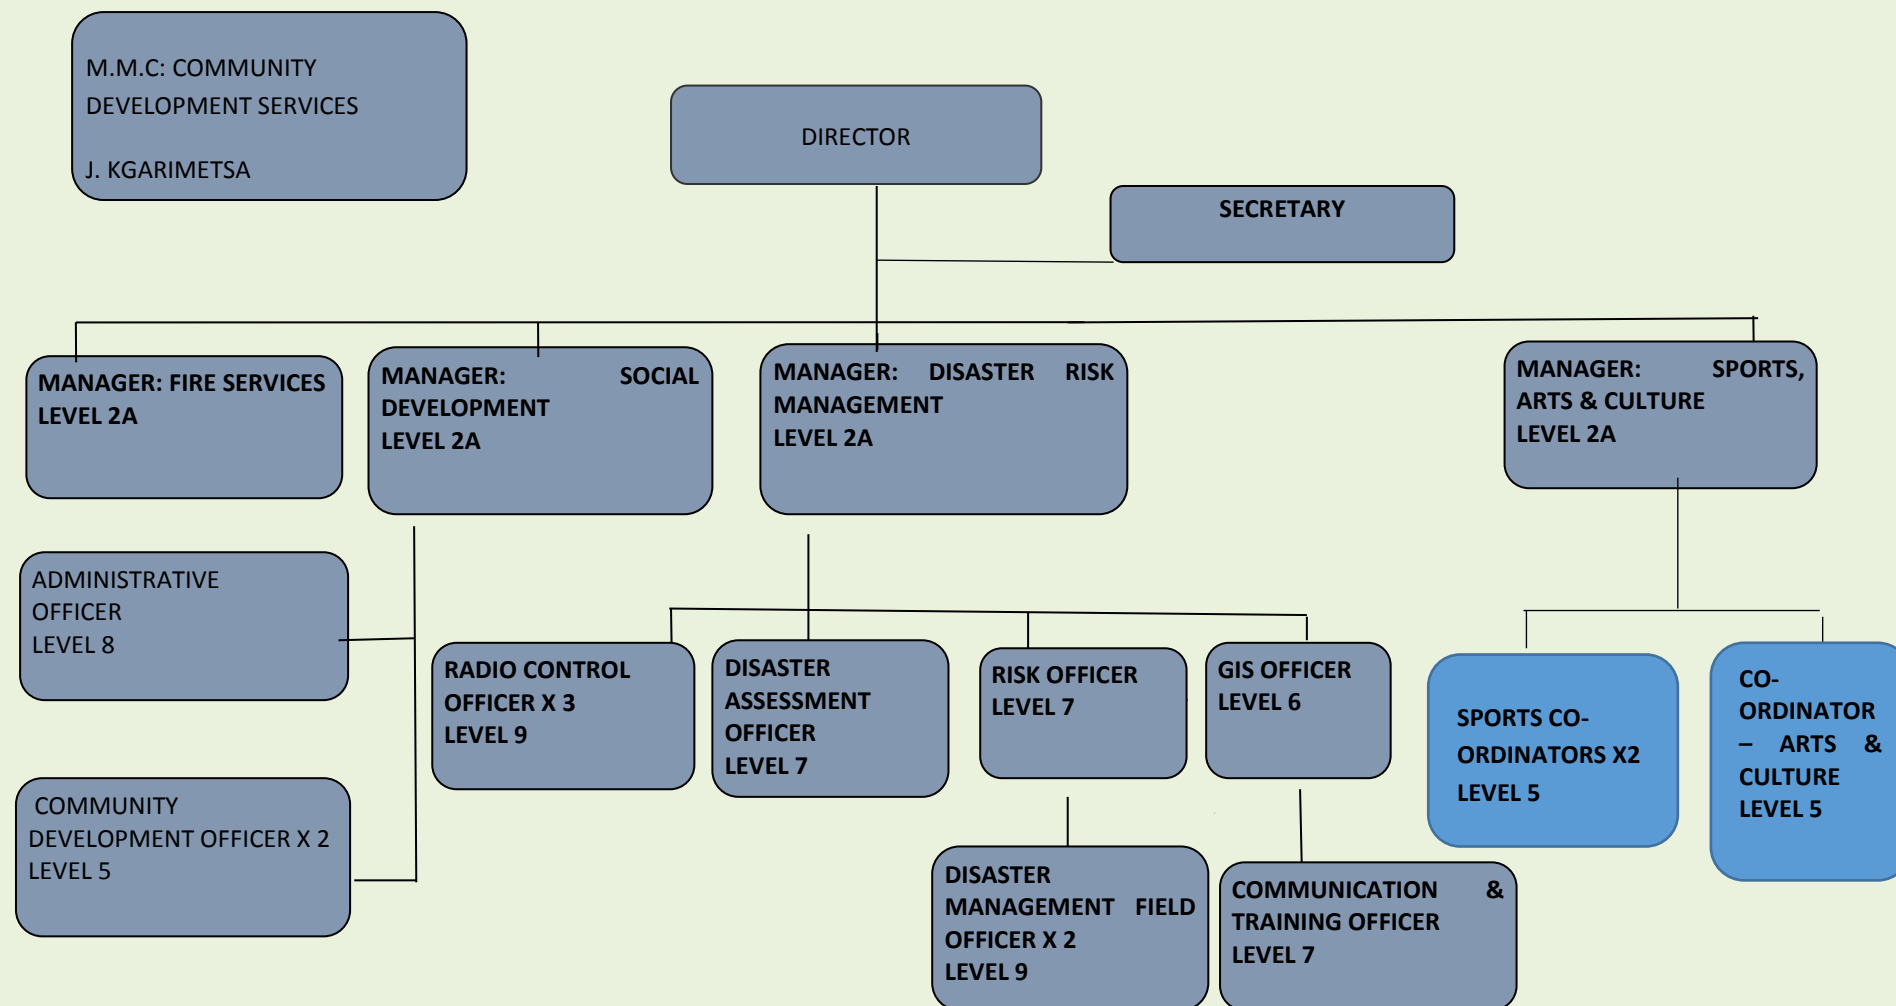 M.M.C: COMMUNITY
DEVELOPMENT SERVICES
J. KGARIMETSA
DIRECTOR
SECRETARY
MANAGER: FIRE SERVICES
LEVEL 2A
MANAGER: SOCIAL
DEVELOPMENT
LEVEL 2A
MANAGER: DISASTER RISK
MANAGEMENT
LEVEL 2A
MANAGER: SPORTS,
ARTS & CULTURE
LEVEL 2A
ADMINISTRATIVE
OFFICER
LEVEL 8
COMMUNITY
DEVELOPMENT OFFICER X 2
LEVEL 5
RADIO CONTROL
OFFICER X 3
LEVEL 9
DISASTER
ASSESSMENT
OFFICER
LEVEL 7
RISK OFFICER
LEVEL 7
GIS OFFICER
LEVEL 6
SPORTS CO-
ORDINATORS X2
LEVEL 5
CO-
ORDINATOR
– ARTS &
CULTURE
LEVEL 5
DISASTER
MANAGEMENT FIELD
OFFICER X 2
LEVEL 9
COMMUNICATION &
TRAINING OFFICER
LEVEL 7